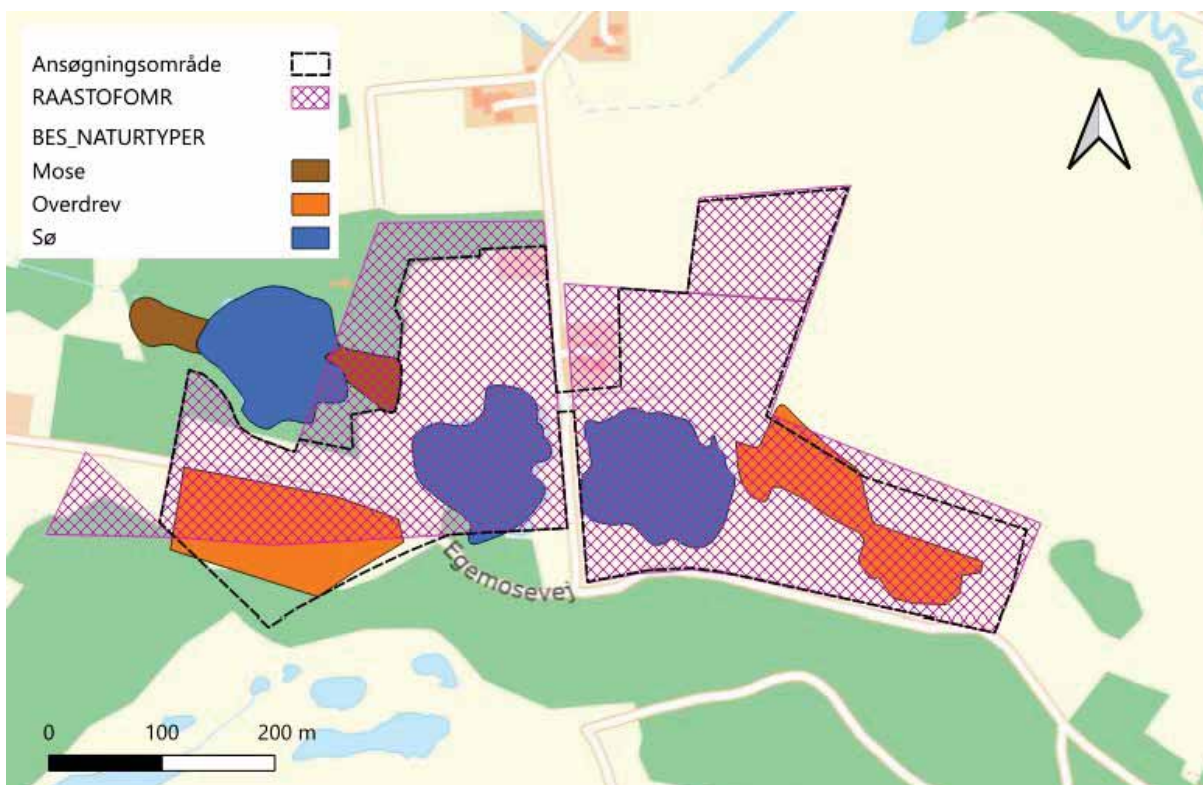 Ansøgningsområde
RAASTOFOMR
BES_NATURTYPER
Mose
Overdrev
Sø
Egemosevej
0 100 200 m